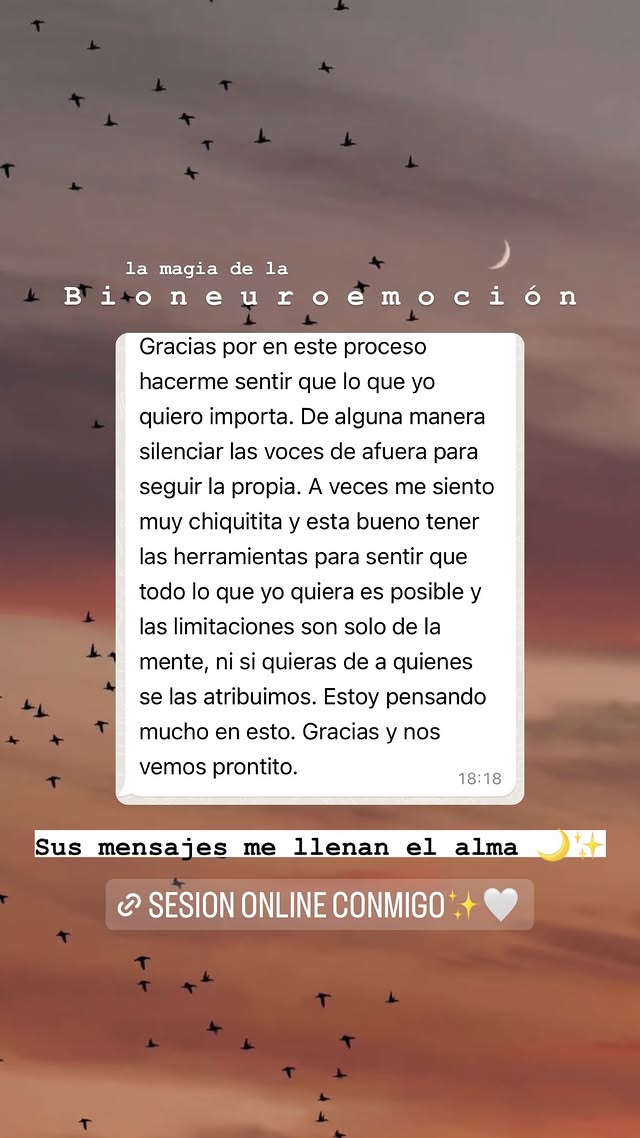 la magia de la
Bioneuroemoción
Gracias por en este proceso
hacerme sentir que lo que yo
quiero importa. De alguna manera
silenciar las voces de afuera para
seguir la propia. A veces me siento
muy chiquitita y esta bueno tener
las herramientas para sentir que
todo lo que yo quiera es posible y
las limitaciones son solo de la
mente, ni si quieras de a quienes
se las atribuimos. Estoy pensando
mucho en esto. Gracias y nos
vemos prontito.
18:18
Sus mensajes me llenan el alma 🌙✨
🔗 SESION ONLINE CONMIGO✨🤍